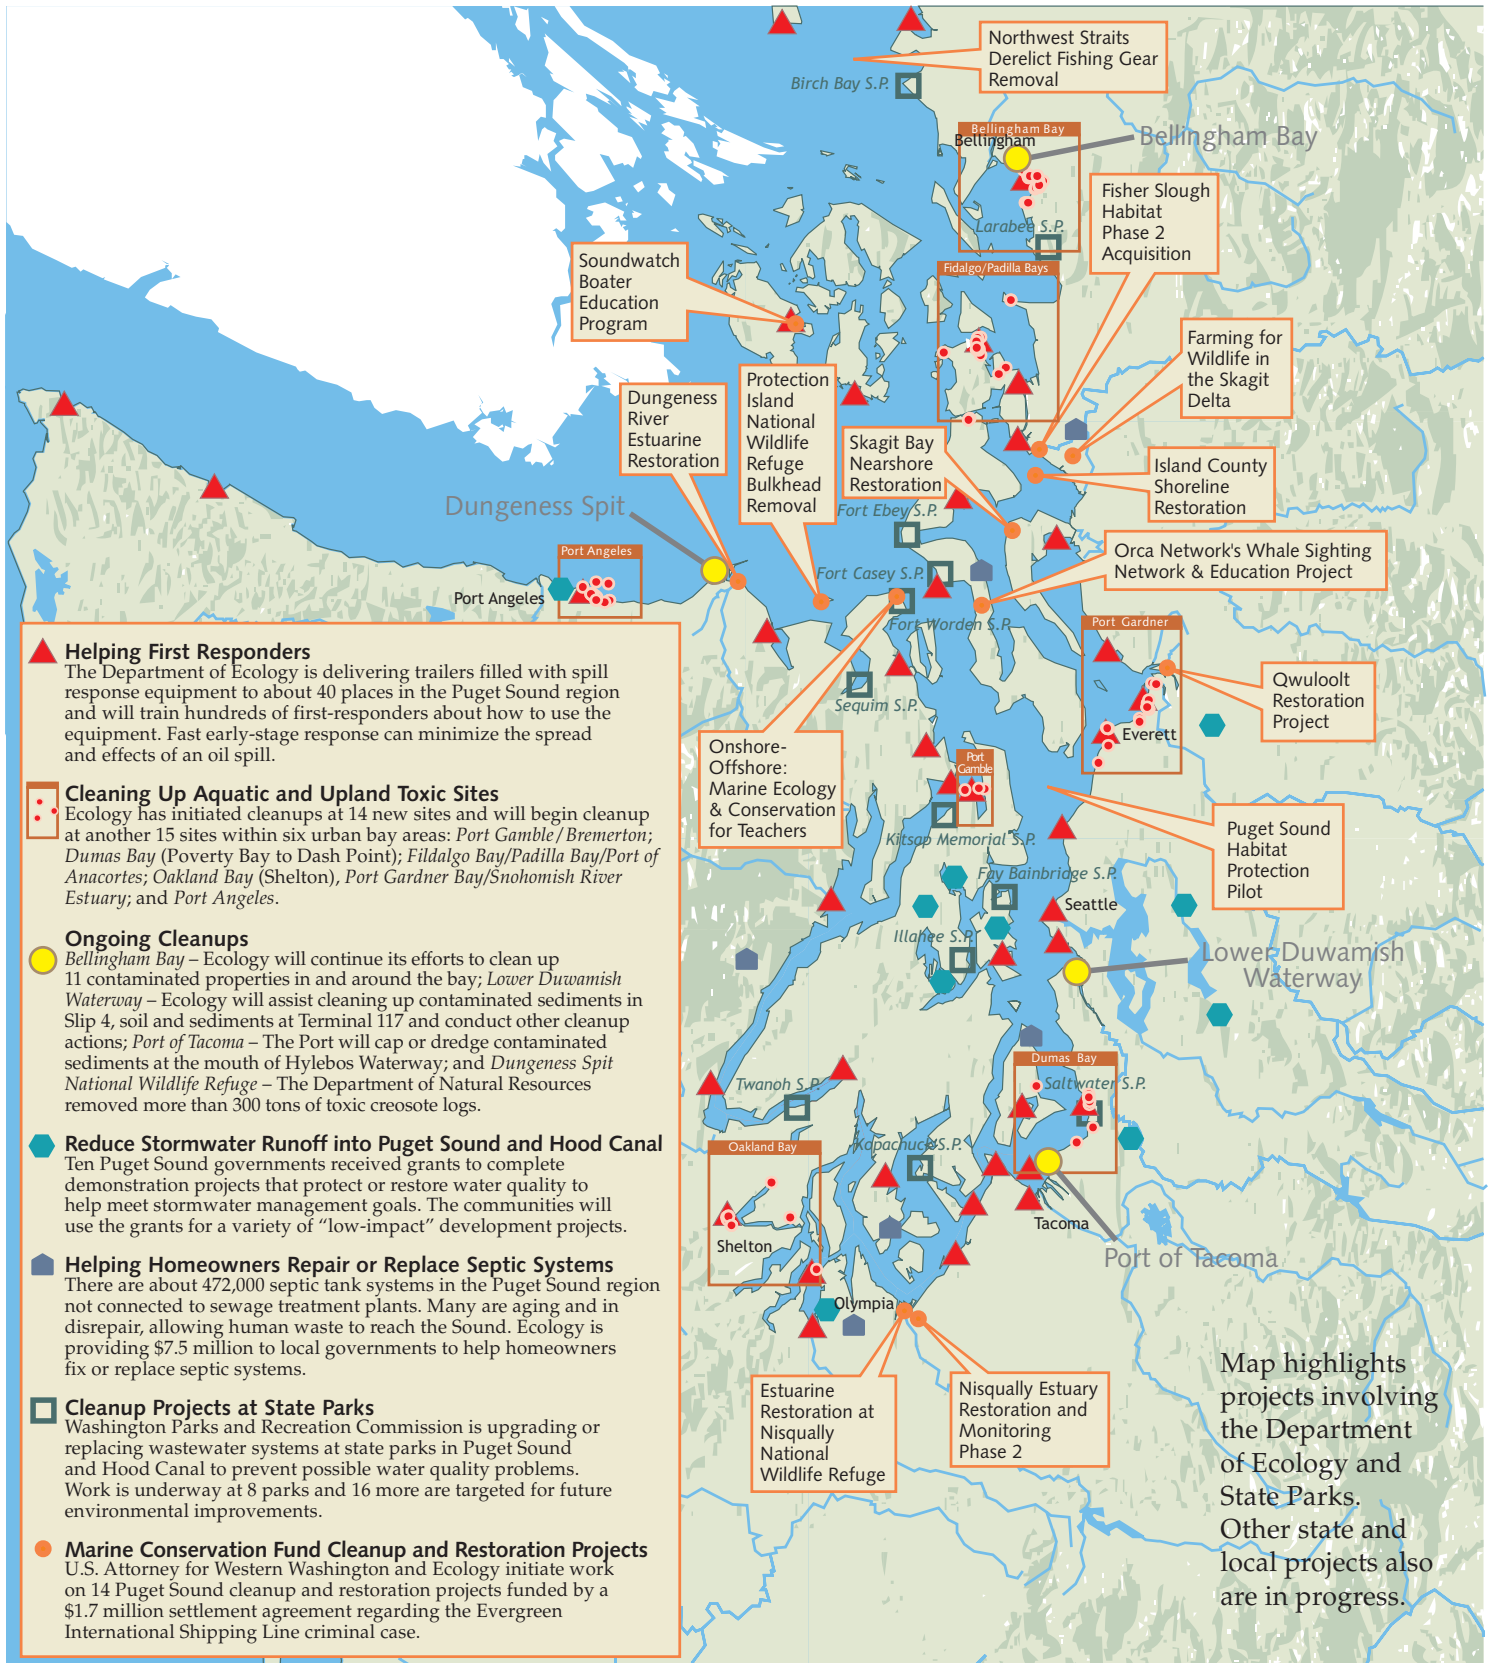 Northwest Straits
Derelict Fishing Gear
Removal
Birch Bay S.P.
Bellingham Bay
Bellingham
Bellingham Bay
Larabee S.P.
Fisher Slough
Habitat
Phase 2
Acquisition
Soundwatch
Boater
Education
Program
Fidalgo/Padilla Bays
Farming for
Wildlife in
the Skagit
Delta
Dungeness
River
Estuarine
Restoration
Protection
Island
National
Wildlife
Refuge
Bulkhead
Removal
Skagit Bay
Nearshore
Restoration
Island County
Shoreline
Restoration
Dungeness Spit
Fort Ebey S.P.
Orca Network's Whale Sighting
Network & Education Project
Port Angeles
Port Angeles
Fort Casey S.P.
Fort Worden S.P.
Port Gardner
Qwuloolt
Restoration
Project
Everett
Sequim S.P.
Onshore-
Offshore:
Marine Ecology
& Conservation
for Teachers
Port
Gamble
Kitsap Memorial S.P.
Puget Sound
Habitat
Protection
Pilot
Fay Bainbridge S.P.
Seattle
Illahee S.P.
Lower Duwamish
Waterway
Dumas Bay
Saltwater S.P.
Twanoh S.P.
Oakland Bay
Kopachuck S.P.
Shelton
Tacoma
Port of Tacoma
Olympia
Estuarine
Restoration at
Nisqually
National
Wildlife Refuge
Nisqually Estuary
Restoration and
Monitoring
Phase 2
Map highlights
projects involving
the Department
of Ecology and
State Parks.
Other state and
local projects also
are in progress.
Helping First Responders
The Department of Ecology is delivering trailers filled with spill
response equipment to about 40 places in the Puget Sound region
and will train hundreds of first-responders about how to use the
equipment. Fast early-stage response can minimize the spread
and effects of an oil spill.
Cleaning Up Aquatic and Upland Toxic Sites
Ecology has initiated cleanups at 14 new sites and will begin cleanup
at another 15 sites within six urban bay areas: Port Gamble/Bremerton;
Dumas Bay (Poverty Bay to Dash Point); Fildalgo Bay/Padilla Bay/Port of
Anacortes; Oakland Bay (Shelton), Port Gardner Bay/Snohomish River
Estuary; and Port Angeles.
Ongoing Cleanups
Bellingham Bay – Ecology will continue its efforts to clean up
11 contaminated properties in and around the bay; Lower Duwamish
Waterway – Ecology will assist cleaning up contaminated sediments in
Slip 4, soil and sediments at Terminal 117 and conduct other cleanup
actions; Port of Tacoma – The Port will cap or dredge contaminated
sediments at the mouth of Hylebos Waterway; and Dungeness Spit
National Wildlife Refuge – The Department of Natural Resources
removed more than 300 tons of toxic creosote logs.
Reduce Stormwater Runoff into Puget Sound and Hood Canal
Ten Puget Sound governments received grants to complete
demonstration projects that protect or restore water quality to
help meet stormwater management goals. The communities will
use the grants for a variety of “low-impact” development projects.
Helping Homeowners Repair or Replace Septic Systems
There are about 472,000 septic tank systems in the Puget Sound region
not connected to sewage treatment plants. Many are aging and in
disrepair, allowing human waste to reach the Sound. Ecology is
providing $7.5 million to local governments to help homeowners
fix or replace septic systems.
Cleanup Projects at State Parks
Washington Parks and Recreation Commission is upgrading or
replacing wastewater systems at state parks in Puget Sound
and Hood Canal to prevent possible water quality problems.
Work is underway at 8 parks and 16 more are targeted for future
environmental improvements.
Marine Conservation Fund Cleanup and Restoration Projects
U.S. Attorney for Western Washington and Ecology initiate work
on 14 Puget Sound cleanup and restoration projects funded by a
$1.7 million settlement agreement regarding the Evergreen
International Shipping Line criminal case.